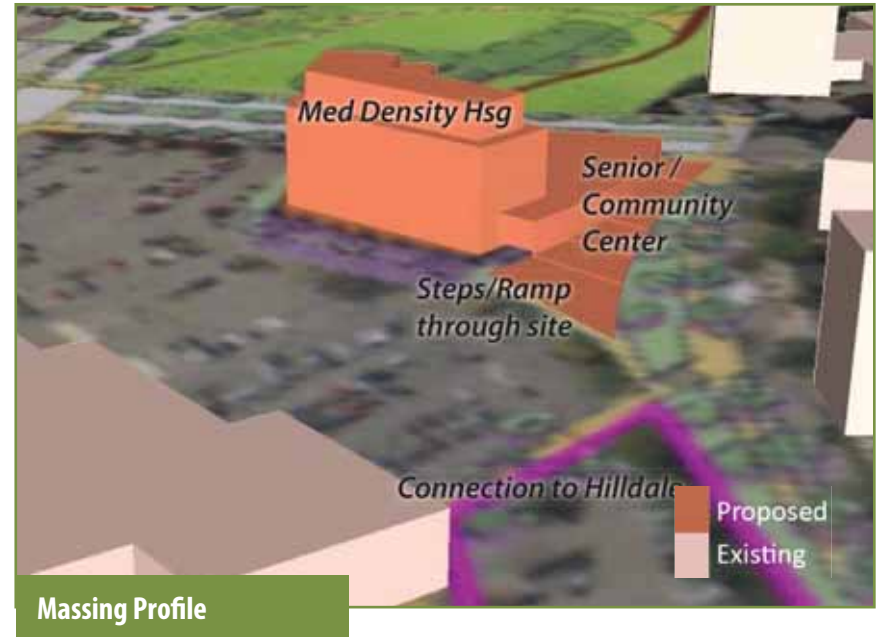 Med Density Hsg
Senior /
Community
Center
Steps/Ramp
through site
Connection to Hilldale
Proposed
Existing
Massing Profile